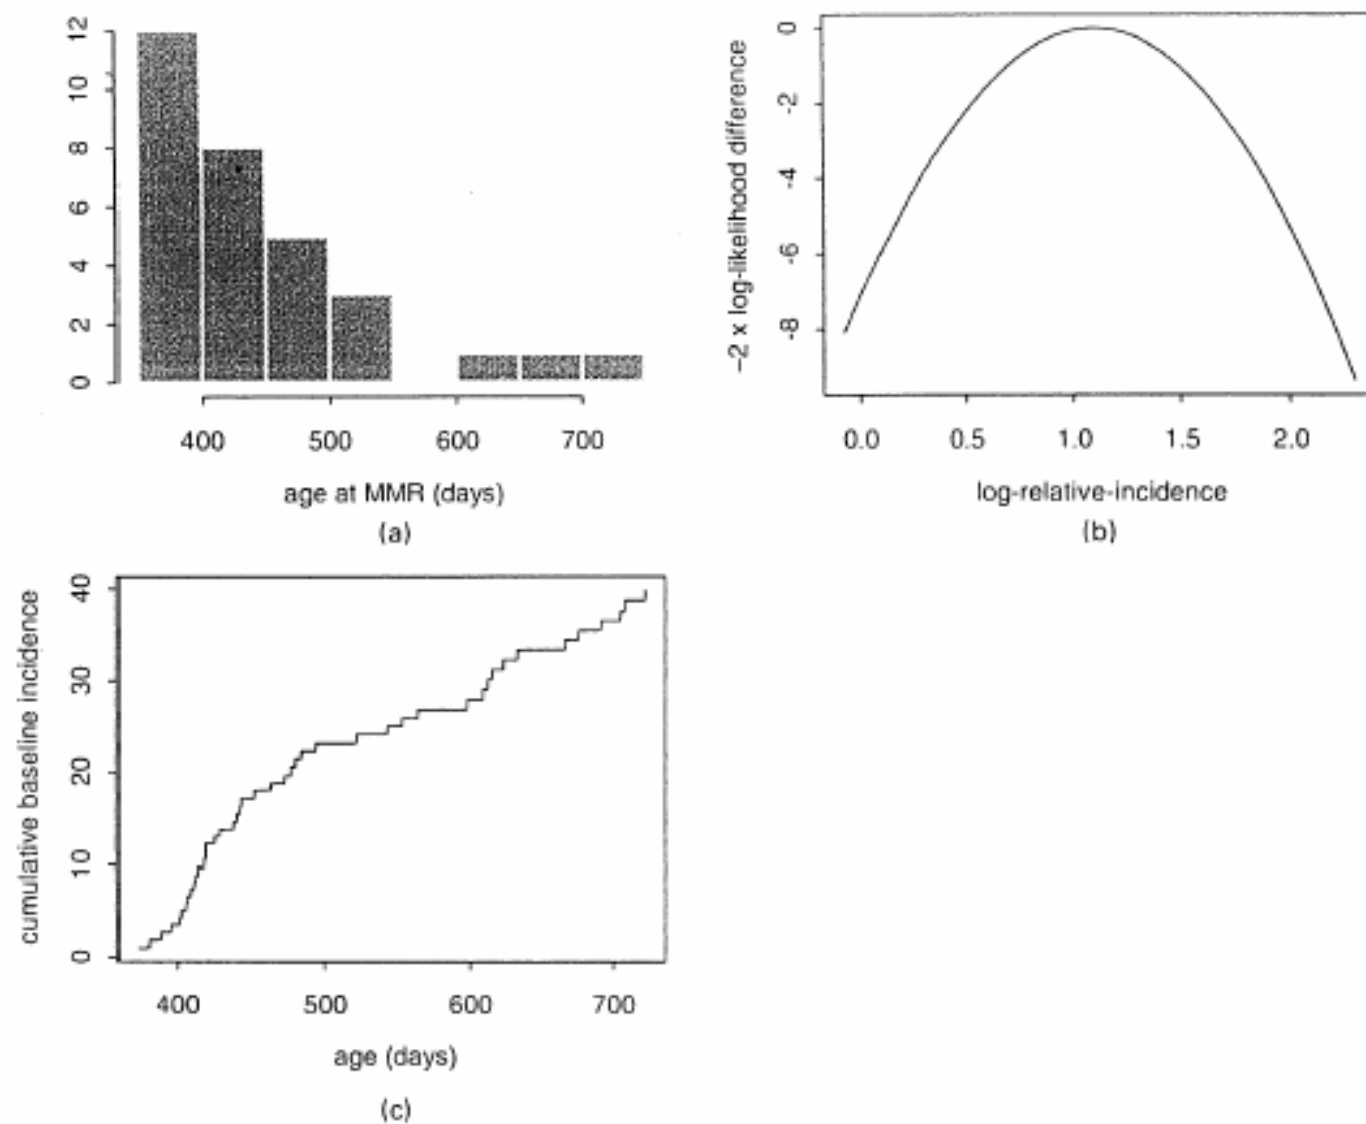 12
10
8
6
4
2
0
400 500 600 700
age at MMR (days)
(a)
−2 x log-likelihood difference
0
-2
-4
-6
-8
0.0 0.5 1.0 1.5 2.0
log-relative-incidence
(b)
cumulative baseline incidence
40
30
20
10
0
400 500 600 700
age (days)
(c)